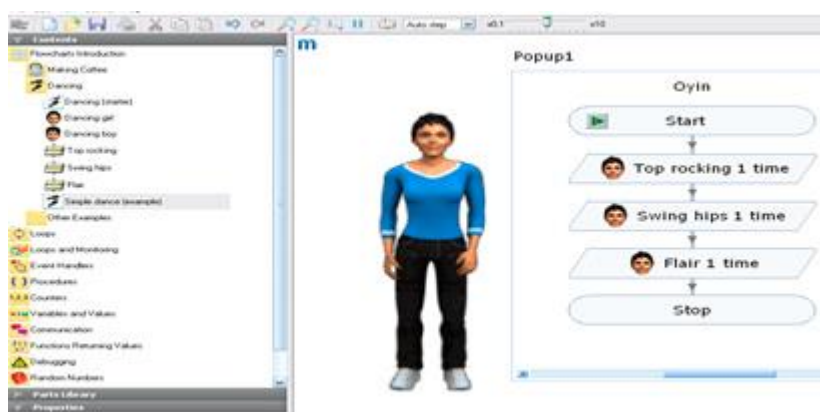 Auto step
x0.1
x10
Contents
Flowcharts Introduction
Making Coffee
Dancing
Dancing (starter)
Dancing girl
Dancing boy
Top rocking
Swing hips
Flair
Simple dance (example)
Other Examples
Loops
Loops and Monitoring
Event Handlers
Procedures
Counters
Variables and Values
Communication
Functions Returning Values
Debugging
Random Numbers
Parts Library
Properties
m
Popup1
Oyin
Start
Top rocking 1 time
Swing hips 1 time
Flair 1 time
Stop